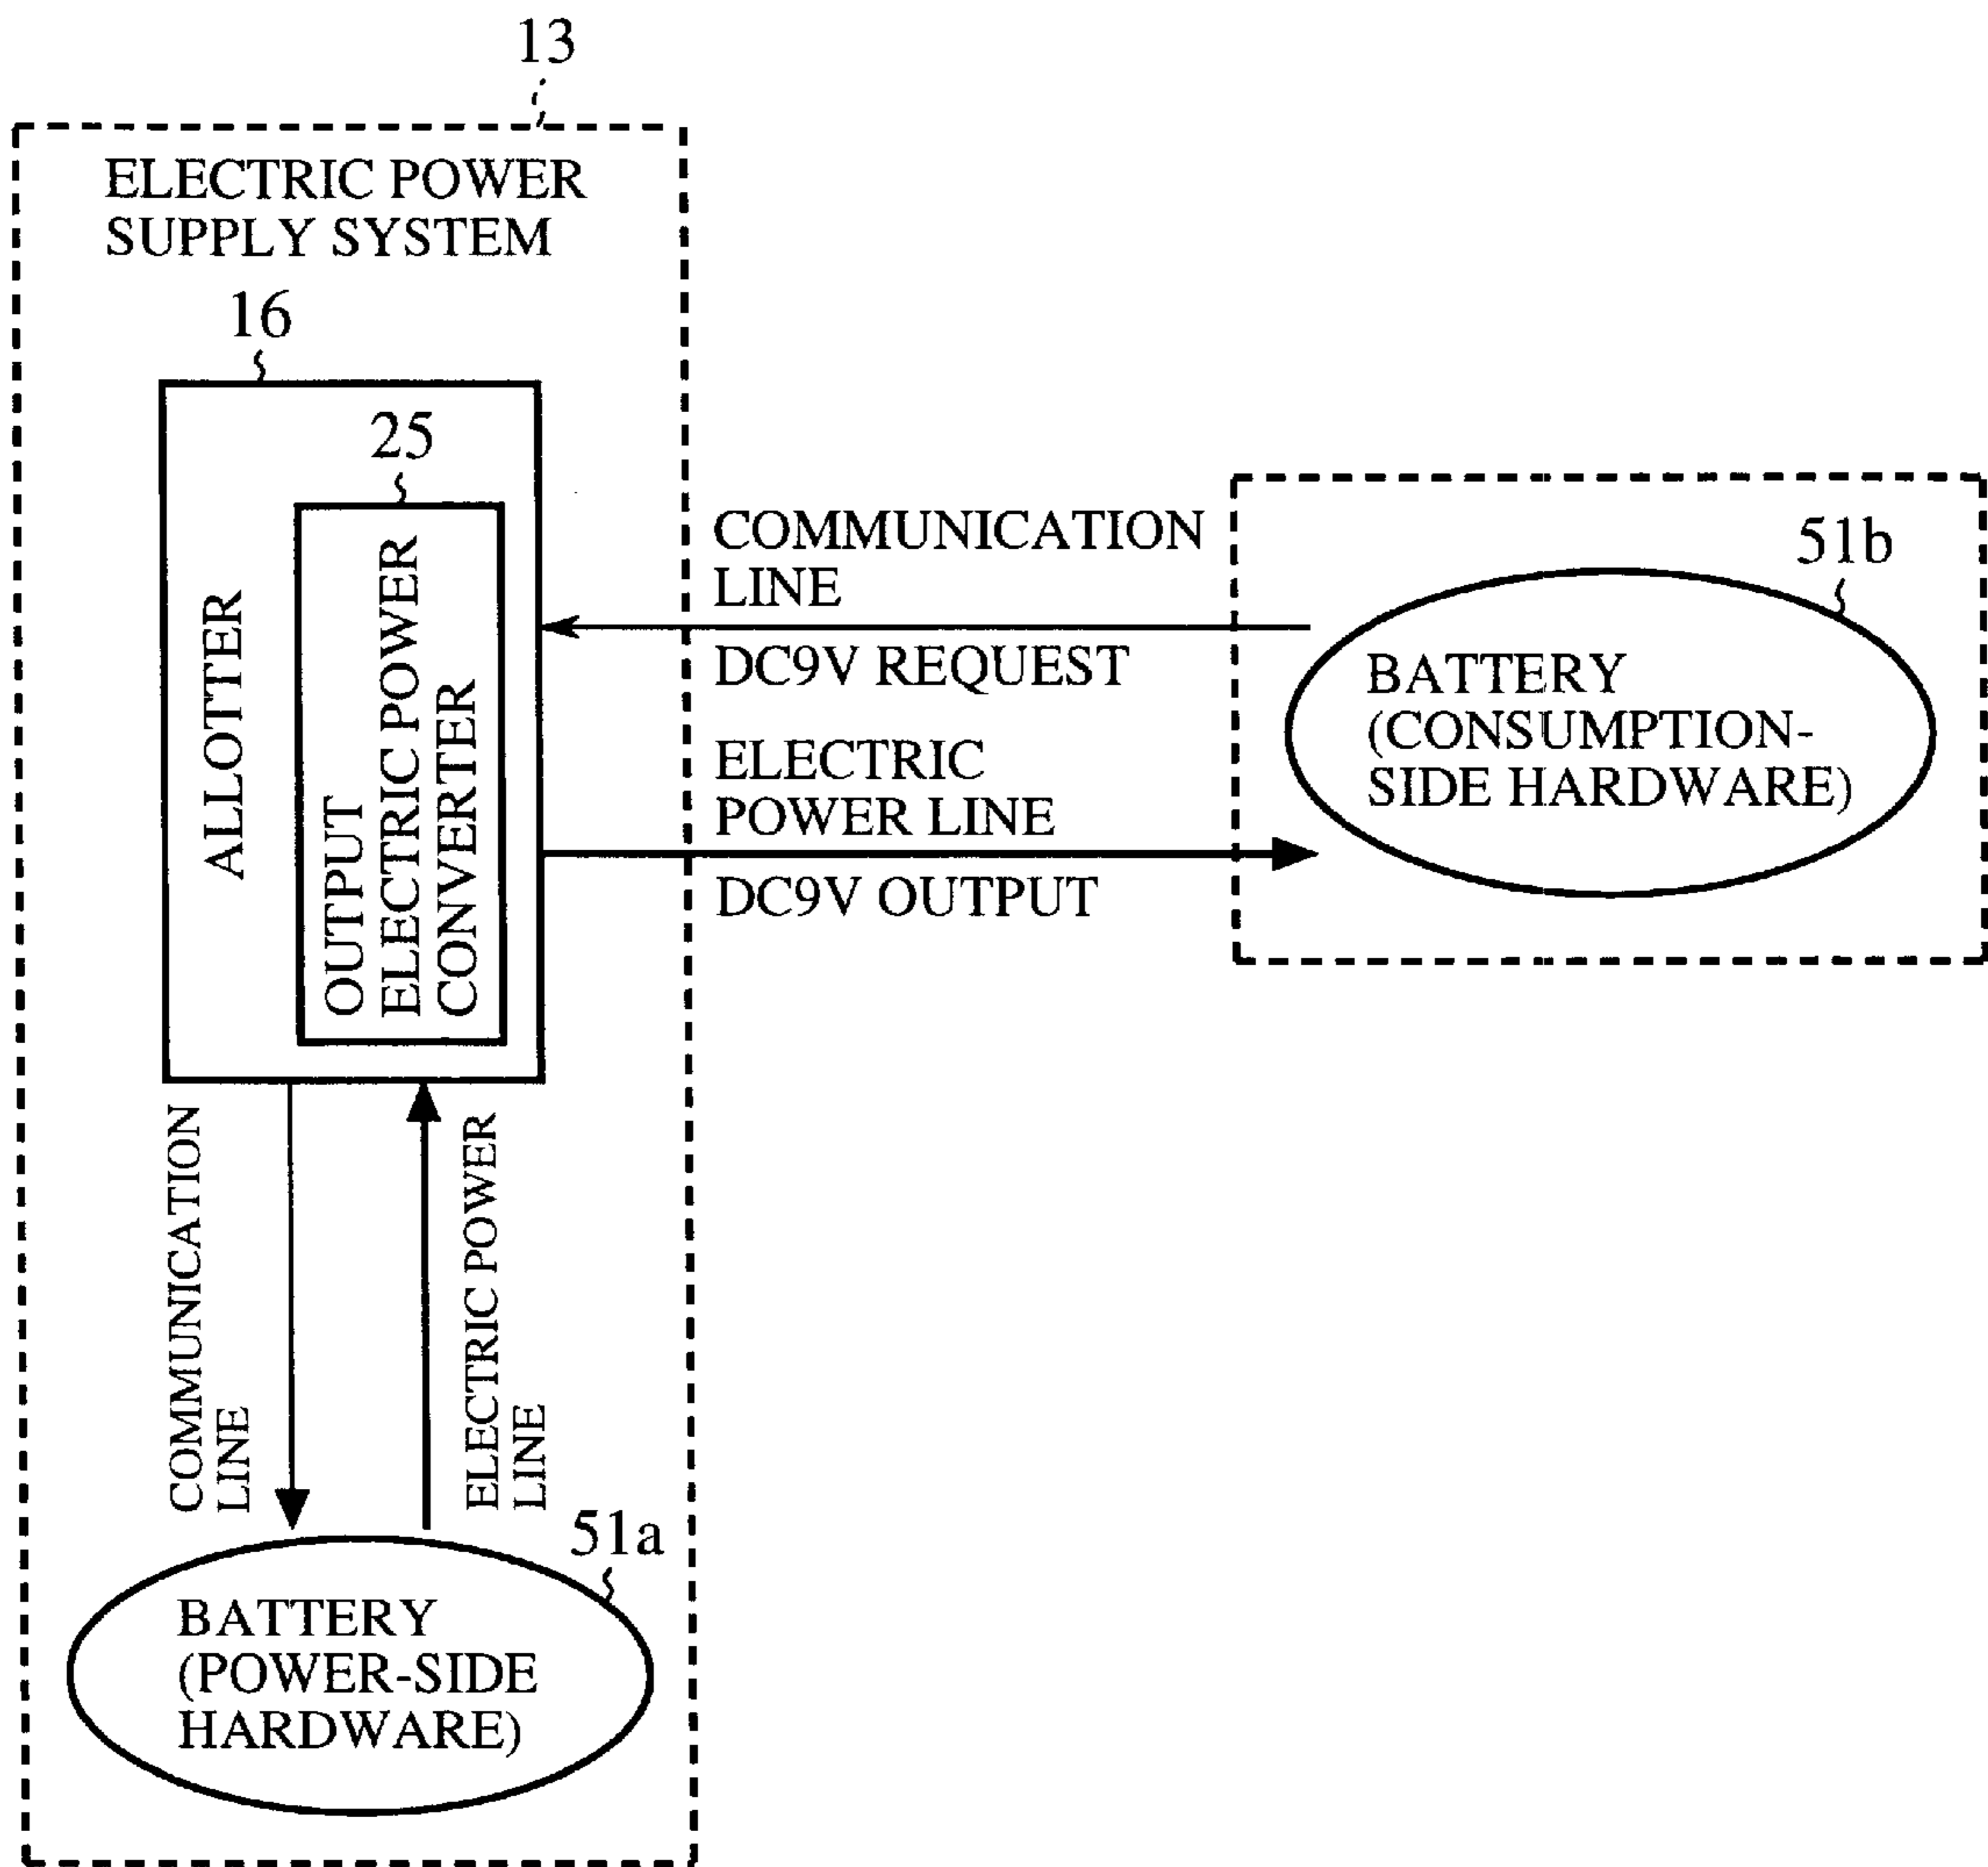 13
ELECTRIC POWER
SUPPLY SYSTEM
16
25
ALLOTTER
OUTPUT
ELECTRIC POWER
CONVERTER
COMMUNICATION
LINE
DC9V REQUEST
ELECTRIC
POWER LINE
DC9V OUTPUT
51b
BATTERY
(CONSUMPTION-
SIDE HARDWARE)
COMMUNICATION
LINE
ELECTRIC POWER
LINE
51a
BATTERY
(POWER-SIDE
HARDWARE)